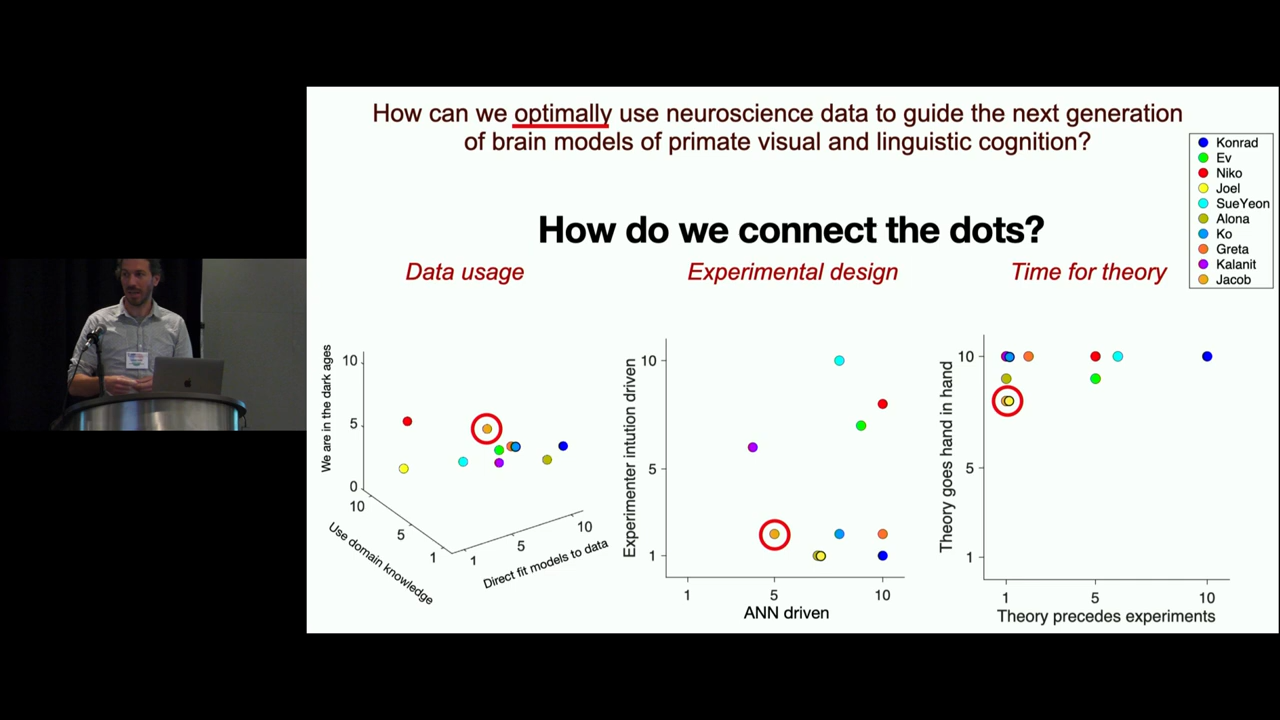 How can we optimally use neuroscience data to guide the next generation
of brain models of primate visual and linguistic cognition?
Konrad
Ev
Niko
Joel
SueYeon
Alona
Ko
Greta
Kalanit
Jacob
How do we connect the dots?
Data usage
Experimental design
Time for theory
We are in the dark ages
10
5
0
10
5
1
Use domain knowledge
1
5
10
Direct fit models to data
Experimenter intution driven
10
5
1
1
5
10
ANN driven
Theory goes hand in hand
10
5
1
1
5
10
Theory precedes experiments